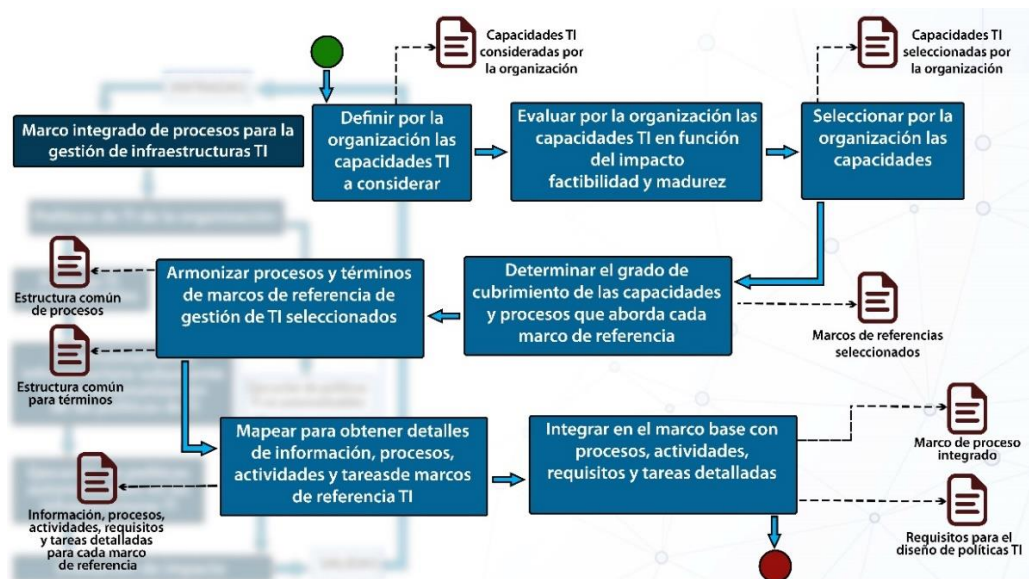 Capacidades TI
consideradas por
la organización
Capacidades TI
seleccionadas por
la organización
Marco integrado de procesos para la
gestión de infraestructuras TI
Definir por la
organización las
capacidades TI
a considerar
Evaluar por la organización las
capacidades TI en función
del impacto
factibilidad y madurez
Seleccionar por la
organización las
capacidades
Políticas de TI de la organización
Estructura común
de procesos
Armonizar procesos y términos
de marcos de referencia de
gestión de TI seleccionados
Determinar el grado de
cubrimiento de las capacidades
y procesos que aborda cada
marco de referencia
Marcos de referencias
seleccionados
Estructura común
para términos
Mapear para obtener detalles
de información, procesos,
actividades y tareasde marcos
de referencia TI
Integrar en el marco base con
procesos, actividades,
requisitos y tareas detalladas
Marco de proceso
integrado
Información, procesos,
actividades, requisitos
y tareas detalladas
para cada marco
de referencia
Requisitos para el
diseño de políticas TI